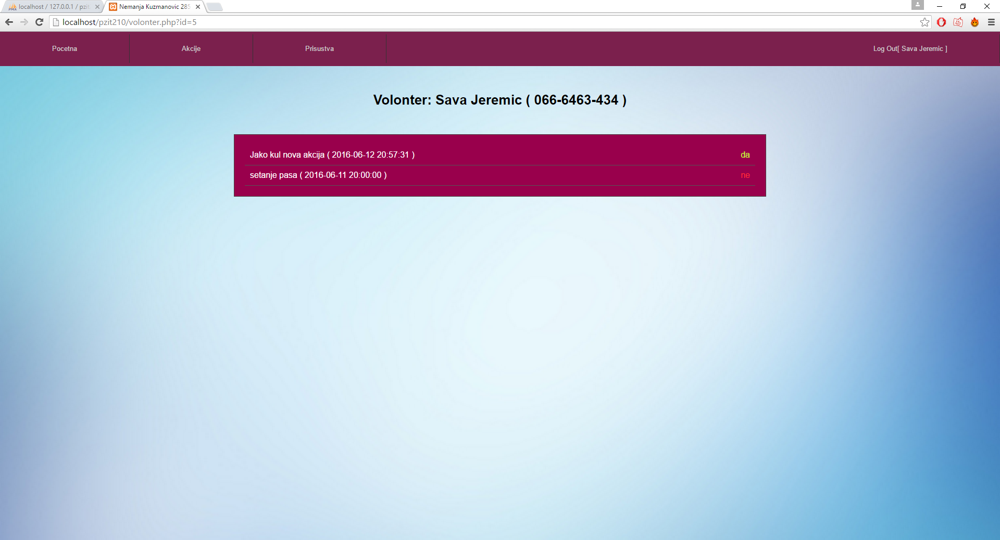 localhost / 127.0.0.1 / pzit
Nemanja Kuzmanovic 285
localhost/pzit210/volonter.php?id=5
Pocetna
Akcije
Prisustva
Log Out[ Sava Jeremic ]
Volonter: Sava Jeremic ( 066-6463-434 )
Jako kul nova akcija ( 2016-06-12 20:57:31 ) da
setanje pasa ( 2016-06-11 20:00:00 ) ne